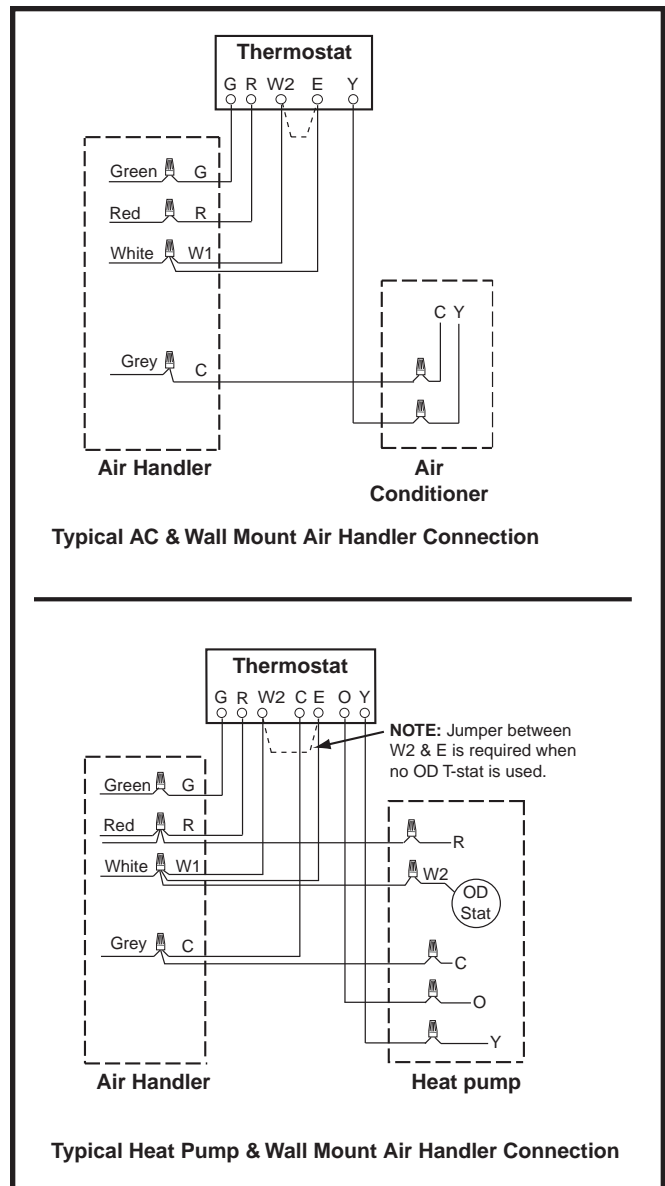 Thermostat
G R W2 E Y
Green G
Red R
White W1
C Y
Grey C
Air Handler
Air
Conditioner
Typical AC & Wall Mount Air Handler Connection
Thermostat
G R W2 C E O Y
NOTE: Jumper between
W2 & E is required when
no OD T-stat is used.
Green G
Red R
R
White W1
W2
OD
Stat
Grey C
C
O
Y
Air Handler
Heat pump
Typical Heat Pump & Wall Mount Air Handler Connection